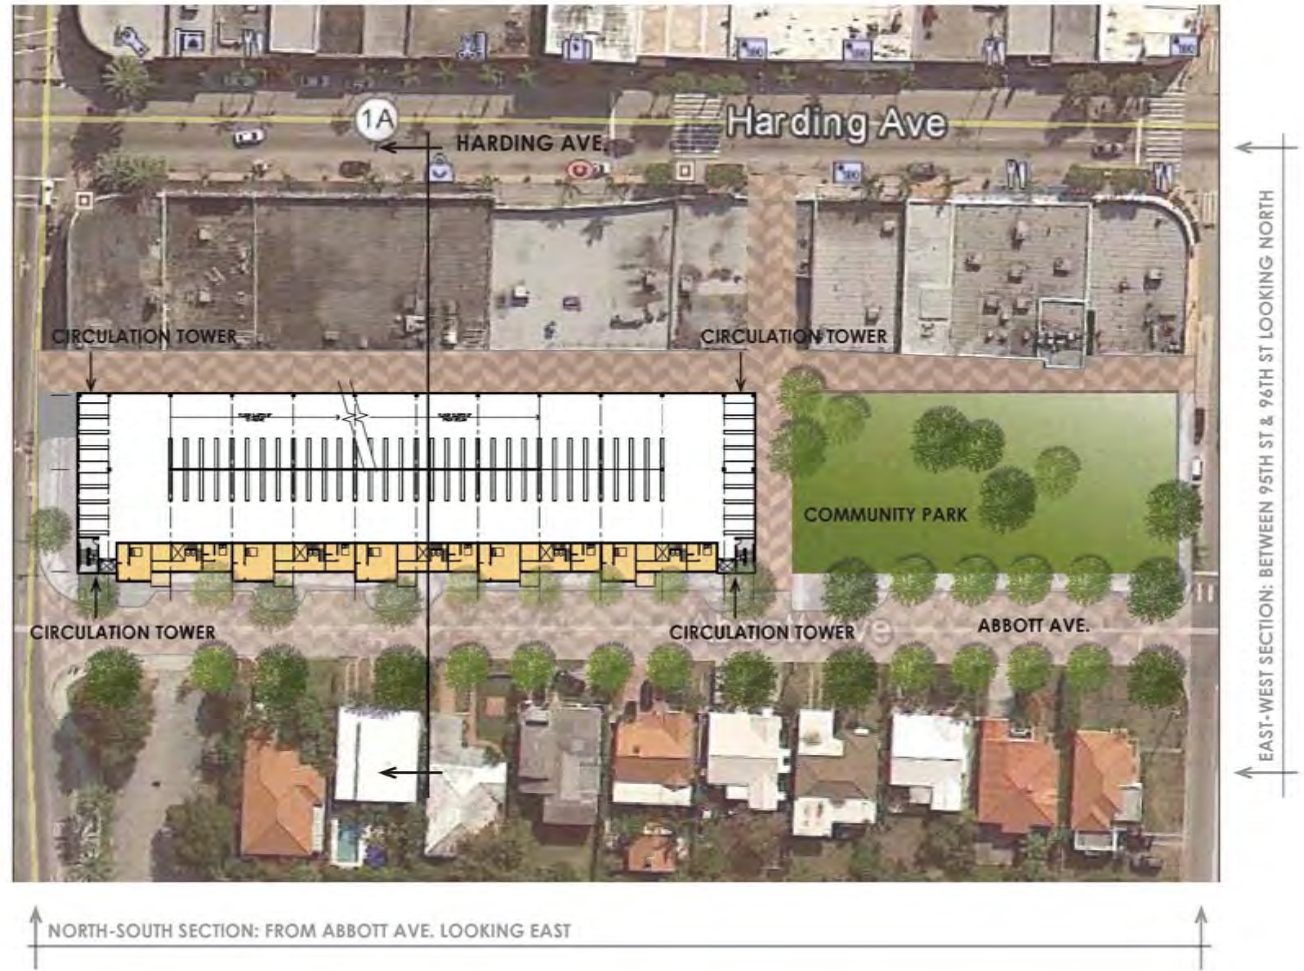 1A
Harding Ave
HARDING AVE.
CIRCULATION TOWER
CIRCULATION TOWER
COMMUNITY PARK
CIRCULATION TOWER
CIRCULATION TOWER
ABBOTT AVE.
EAST-WEST SECTION: BETWEEN 95TH ST & 96TH ST LOOKING NORTH
NORTH-SOUTH SECTION: FROM ABBOTT AVE. LOOKING EAST